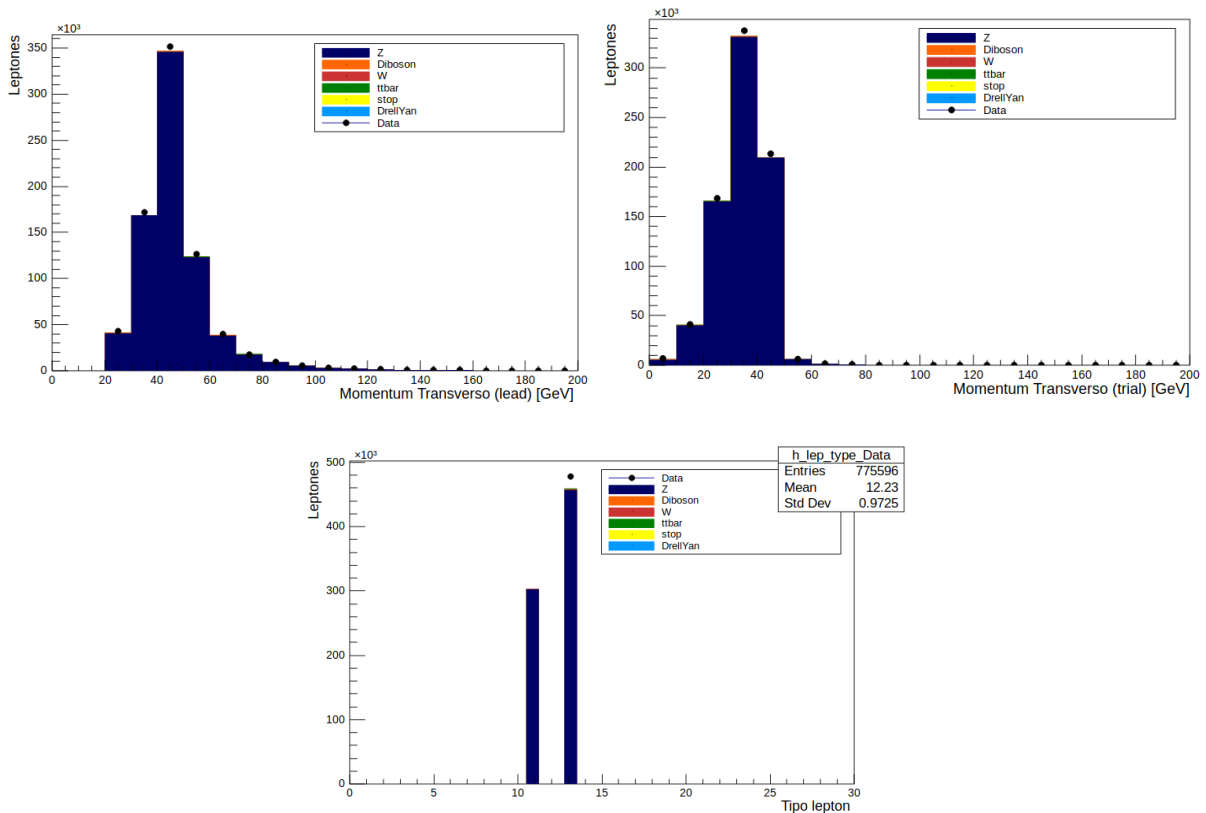 ×10³
Leptones
350
300
250
200
150
100
50
0
0 20 40 60 80 100 120 140 160 180 200
Momentum Transverso (lead) [GeV]
Z
Diboson
W
ttbar
stop
DrellYan
Data
×10³
Leptones
300
250
200
150
100
50
0
0 20 40 60 80 100 120 140 160 180 200
Momentum Transverso (trial) [GeV]
Z
Diboson
W
ttbar
stop
DrellYan
Data
×10³
Leptones
500
400
300
200
100
0
0 5 10 15 20 25 30
Tipo lepton
Data
Z
Diboson
W
ttbar
stop
DrellYan
h_lep_type_Data
Entries 775596
Mean 12.23
Std Dev 0.9725